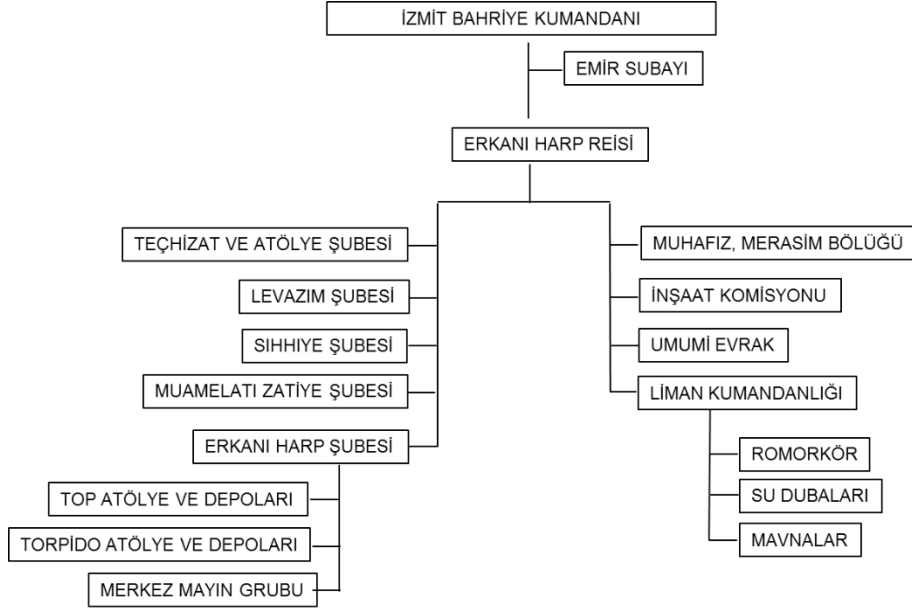 İZMİT BAHRİYE KUMANDANI
EMİR SUBAYI
ERKANI HARP REİSİ
TEÇHİZAT VE ATÖLYE ŞUBESİ
LEVAZIM ŞUBESİ
SIHHIYE ŞUBESİ
MUAMELATI ZATİYE ŞUBESİ
ERKANI HARP ŞUBESİ
TOP ATÖLYE VE DEPOLARI
TORPİDO ATÖLYE VE DEPOLARI
MERKEZ MAYIN GRUBU
MUHAFIZ, MERASİM BÖLÜĞÜ
İNŞAAT KOMİSYONU
UMUMİ EVRAK
LİMAN KUMANDANLIĞI
ROMORKÖR
SU DUBALARI
MAVNALAR